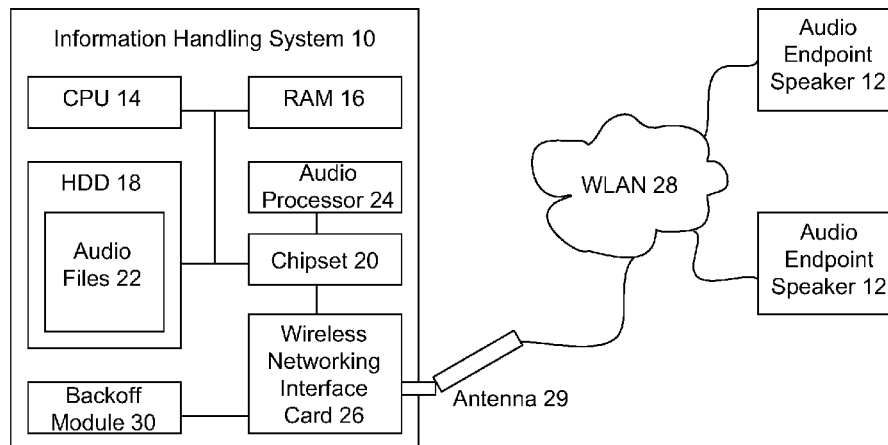 Information Handling System 10
CPU 14
RAM 16
HDD 18
Audio
Files 22
Audio
Processor 24
Chipset 20
Wireless
Networking
Interface
Card 26
Backoff
Module 30
Antenna 29
WLAN 28
Audio
Endpoint
Speaker 12
Audio
Endpoint
Speaker 12